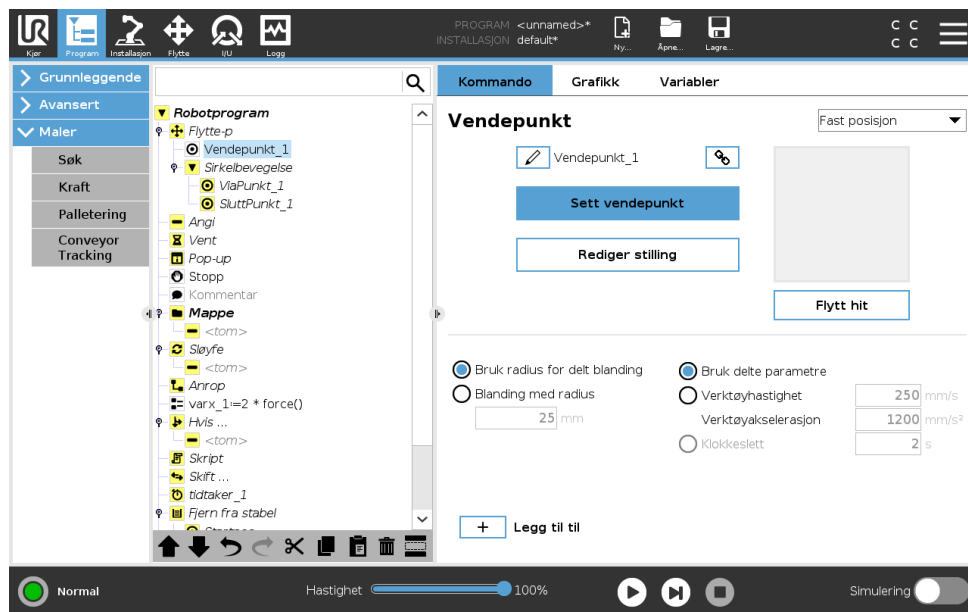 UR
Kjør
Program
Installasjon
Flytte
I/U
Logg
PROGRAM <unnamed>*
INSTALLASJON default*
Ny...
Åpne...
Lagre...
C C
C C
Grunnleggende
Avansert
Maler
Søk
Kraft
Palletering
Conveyor
Tracking
Robotprogram
Flytte-p
Vendepunkt_1
Sirkelbevegelse
ViaPunkt_1
SluttPunkt_1
Angi
Vent
Pop-up
Stopp
Kommentar
Mappe
<tom>
Sløyfe
<tom>
Anrop
varx_1:=2 * force()
Hvis ...
<tom>
Skript
Skift ...
tidtaker_1
Fjern fra stabel
Kommando
Grafikk
Variabler
Vendepunkt
Fast posisjon
Vendepunkt_1
Sett vendepunkt
Rediger stilling
Flytt hit
Bruk radius for delt blanding
Blanding med radius
25 mm
Bruk delte parametre
Verktøyhastighet 250 mm/s
Verktøyakselerasjon 1200 mm/s²
Klokkeslett 2 s
+ Legg til til
Normal
Hastighet 100%
Simulering